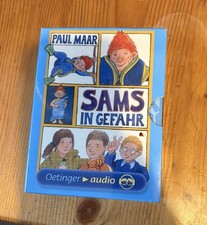 PAUL MAAR
SAMS
IN GEFAHR
Oetinger audio